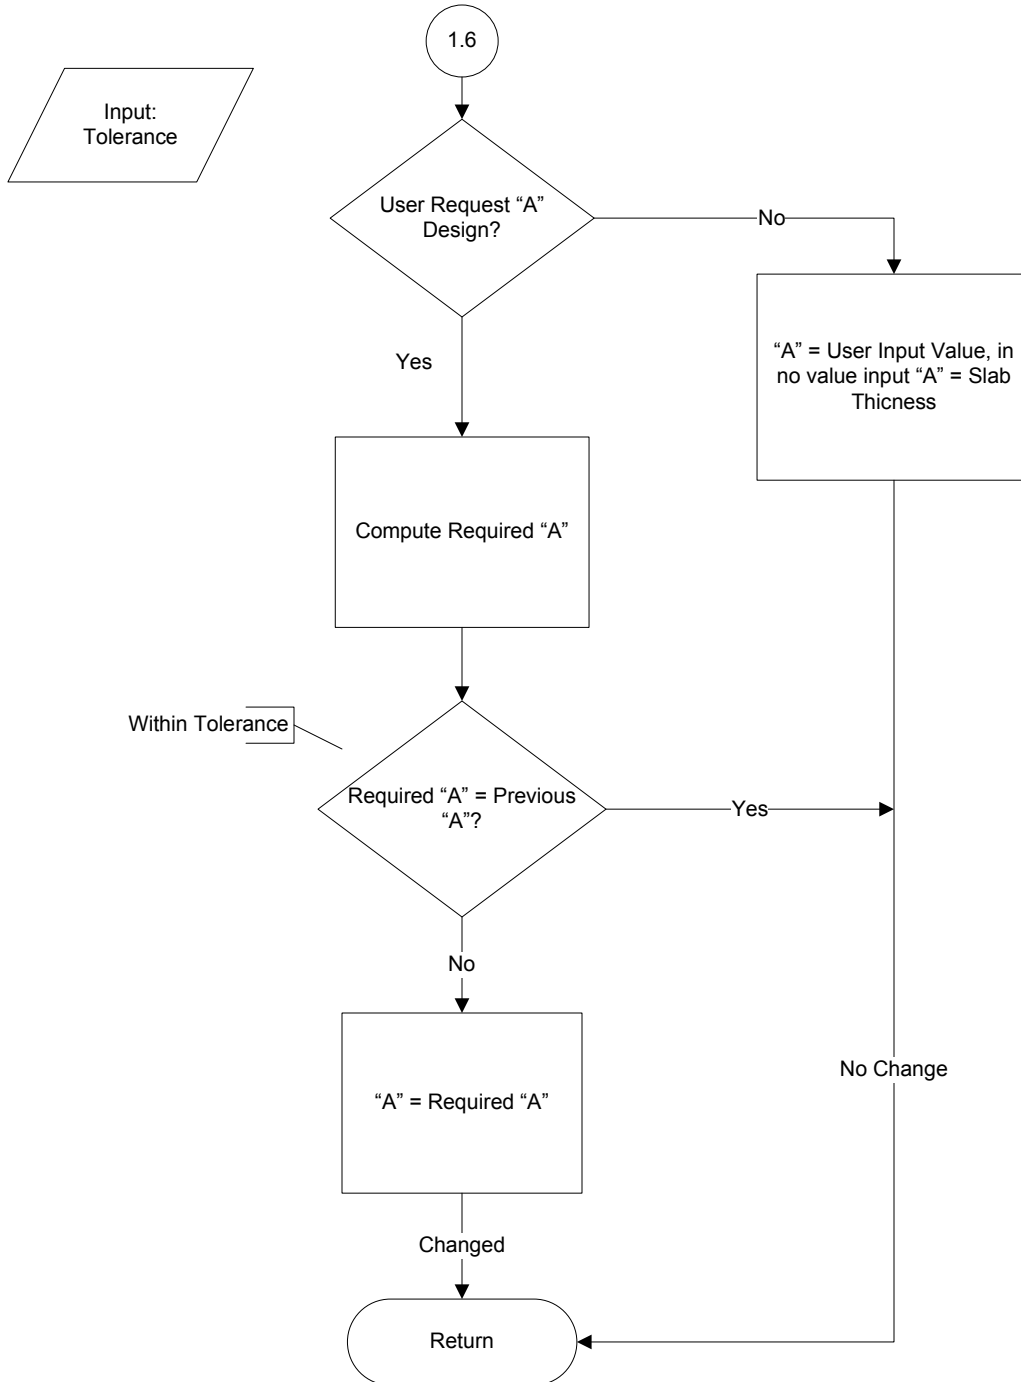 1.6
Input:
Tolerance
User Request “A”
Design?
No
“A” = User Input Value, in
no value input “A” = Slab
Thicness
Yes
Compute Required “A”
Within Tolerance
Required “A” = Previous
“A”?
Yes
No
No Change
“A” = Required “A”
Changed
Return